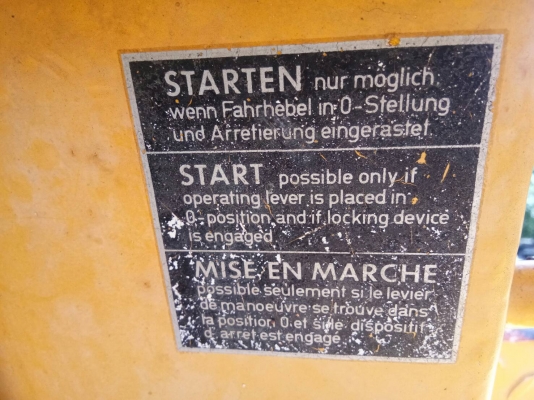 STARTEN nur möglich
wenn Fahrhebel in 0-Stellung
und Arretierung eingerastet.
START possible only if
operating lever is placed in
0-position and if locking device
is engaged
MISE EN MARCHE
possible seulement si le levier
de manoeuvre se trouve dans
la position 0 et si le dispositif
d'arrêt est engagé